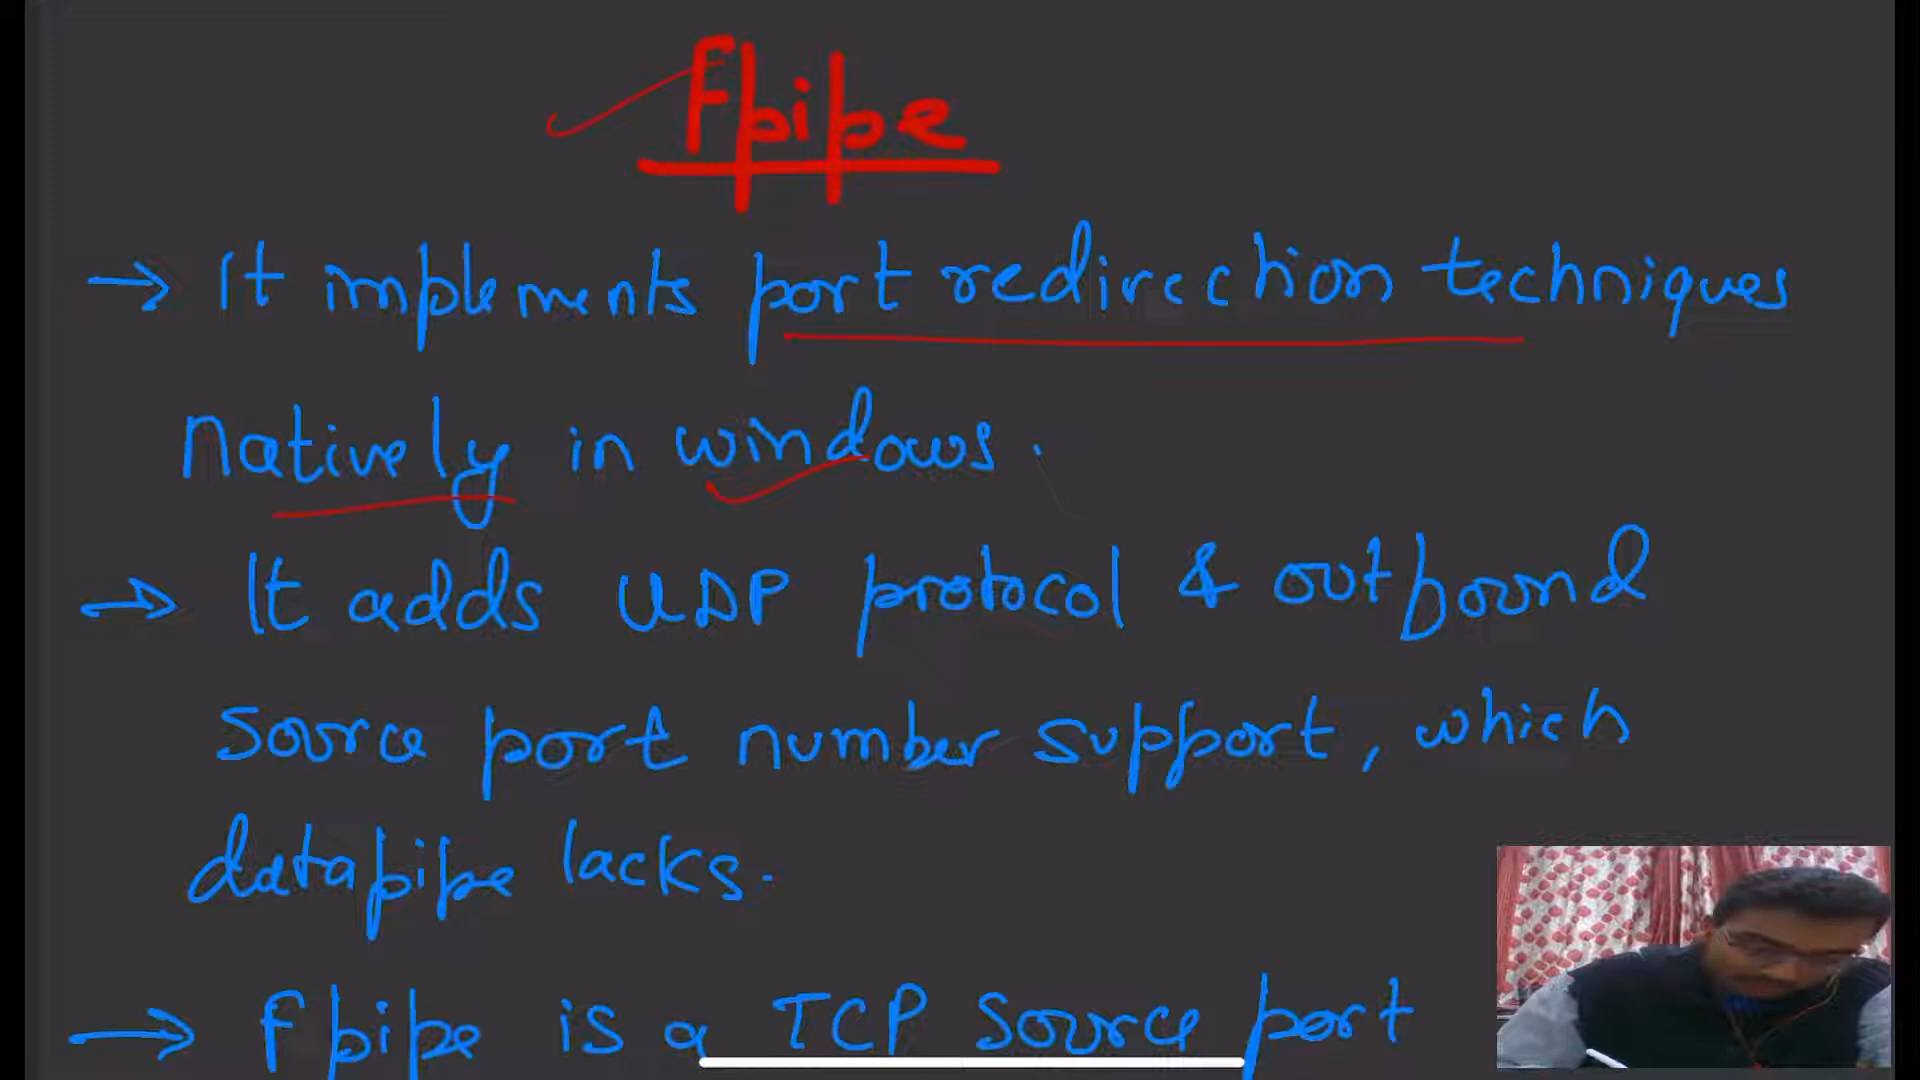 Fpipe
→ It implements port redirection techniques
Natively in windows.
→ It adds UDP protocol & outbound
source port number support, which
datapipe lacks.
→ Fpipe is a TCP source port